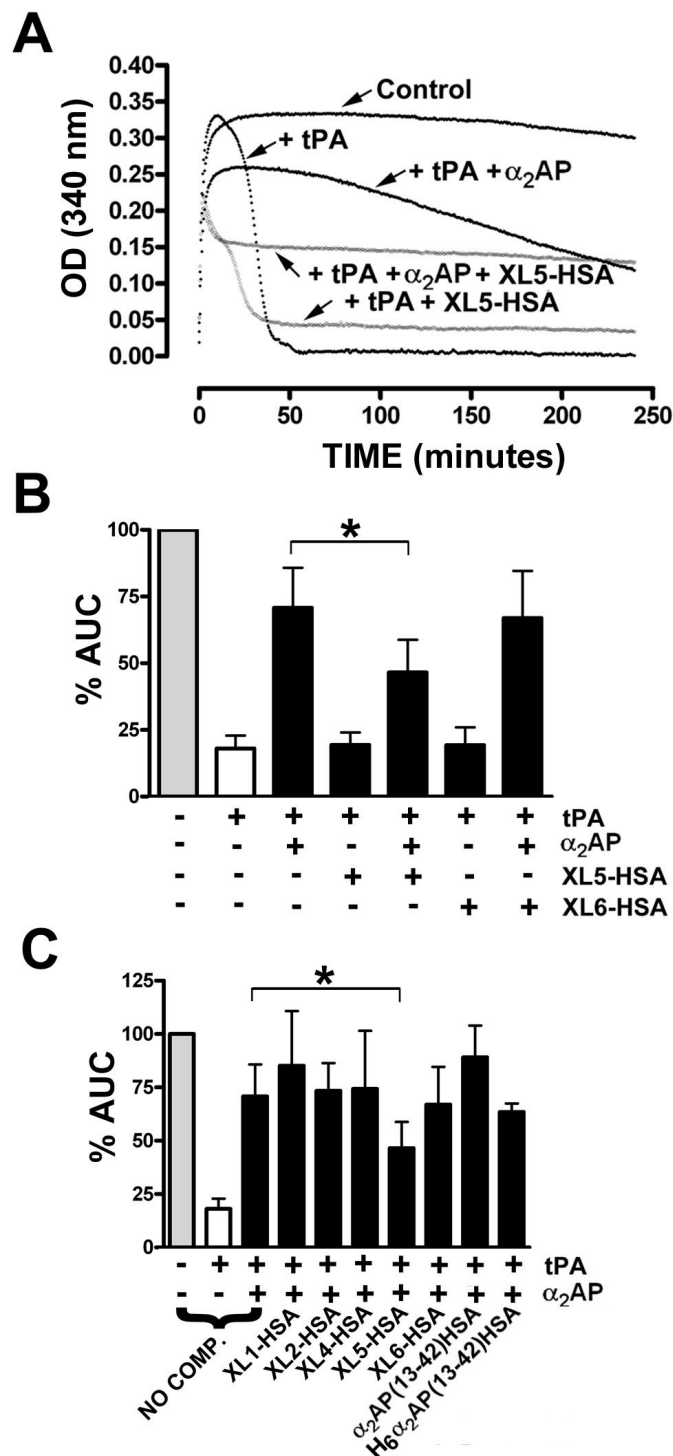 A
0.40
0.35
0.30
0.25
0.20
0.15
0.10
0.05
0.00
OD (340 nm)
Control
+ tPA
+ tPA + α₂AP
+ tPA + α₂AP + XL5-HSA
+ tPA + XL5-HSA
0 50 100 150 200 250
TIME (minutes)
B
100
75
50
25
0
% AUC
*
- + + + + + + tPA
- - + - + - + α₂AP
- - - + + - - XL5-HSA
- - - - - + + XL6-HSA
C
125
100
75
50
25
0
% AUC
*
- + + + + + + + + + tPA
- - + + + + + + + + α₂AP
NO COMP.
XL1-HSA
XL2-HSA
XL4-HSA
XL5-HSA
XL6-HSA
α₂AP(13-42)HSA
H₆α₂AP(13-42)HSA